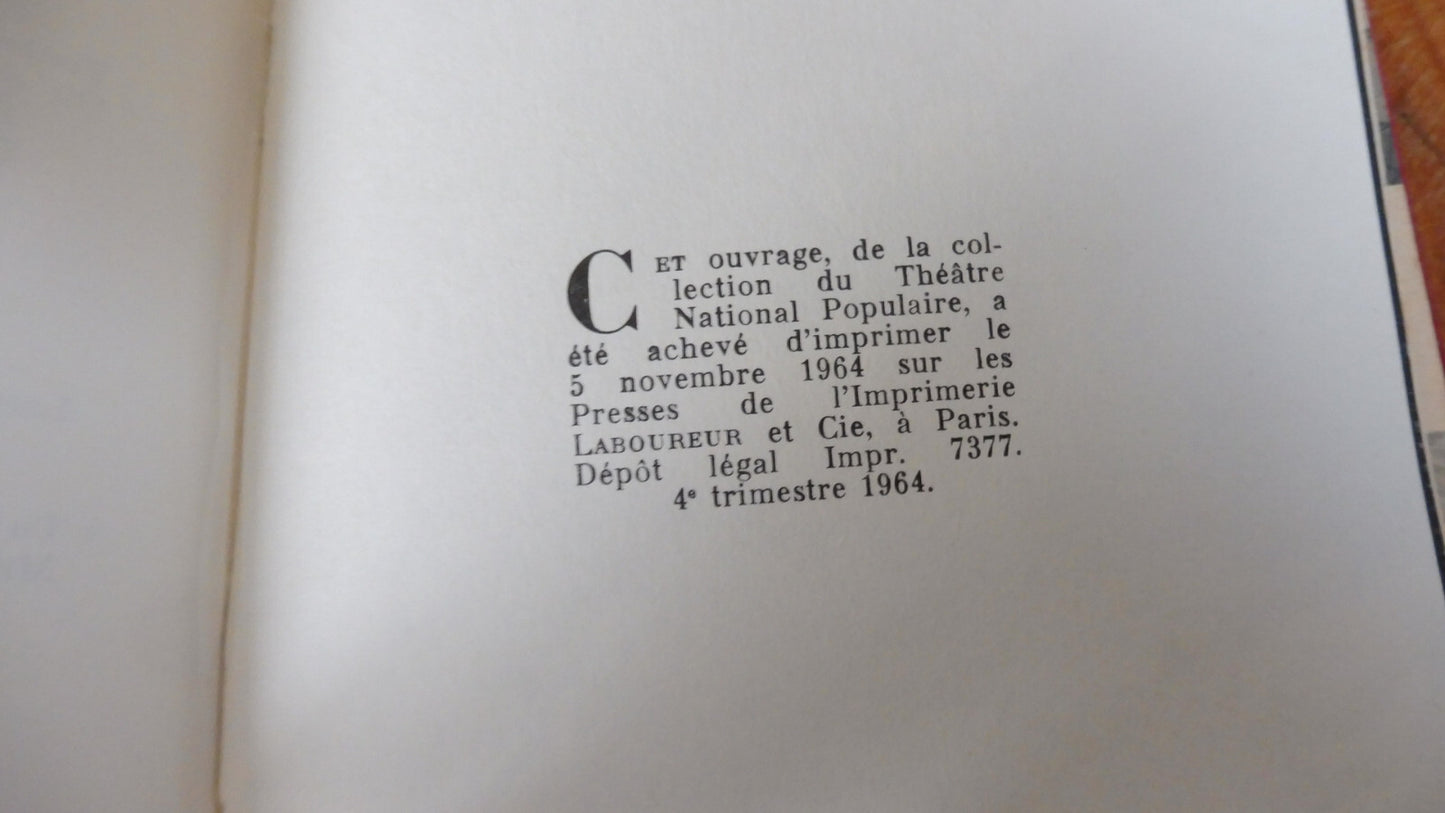 CET ouvrage, de la col-
lection du Théâtre
National Populaire, a
été achevé d'imprimer le
5 novembre 1964 sur les
Presses de l'Imprimerie
LABOUREUR et Cie, à Paris.
Dépôt légal Impr. 7377.
4e trimestre 1964.